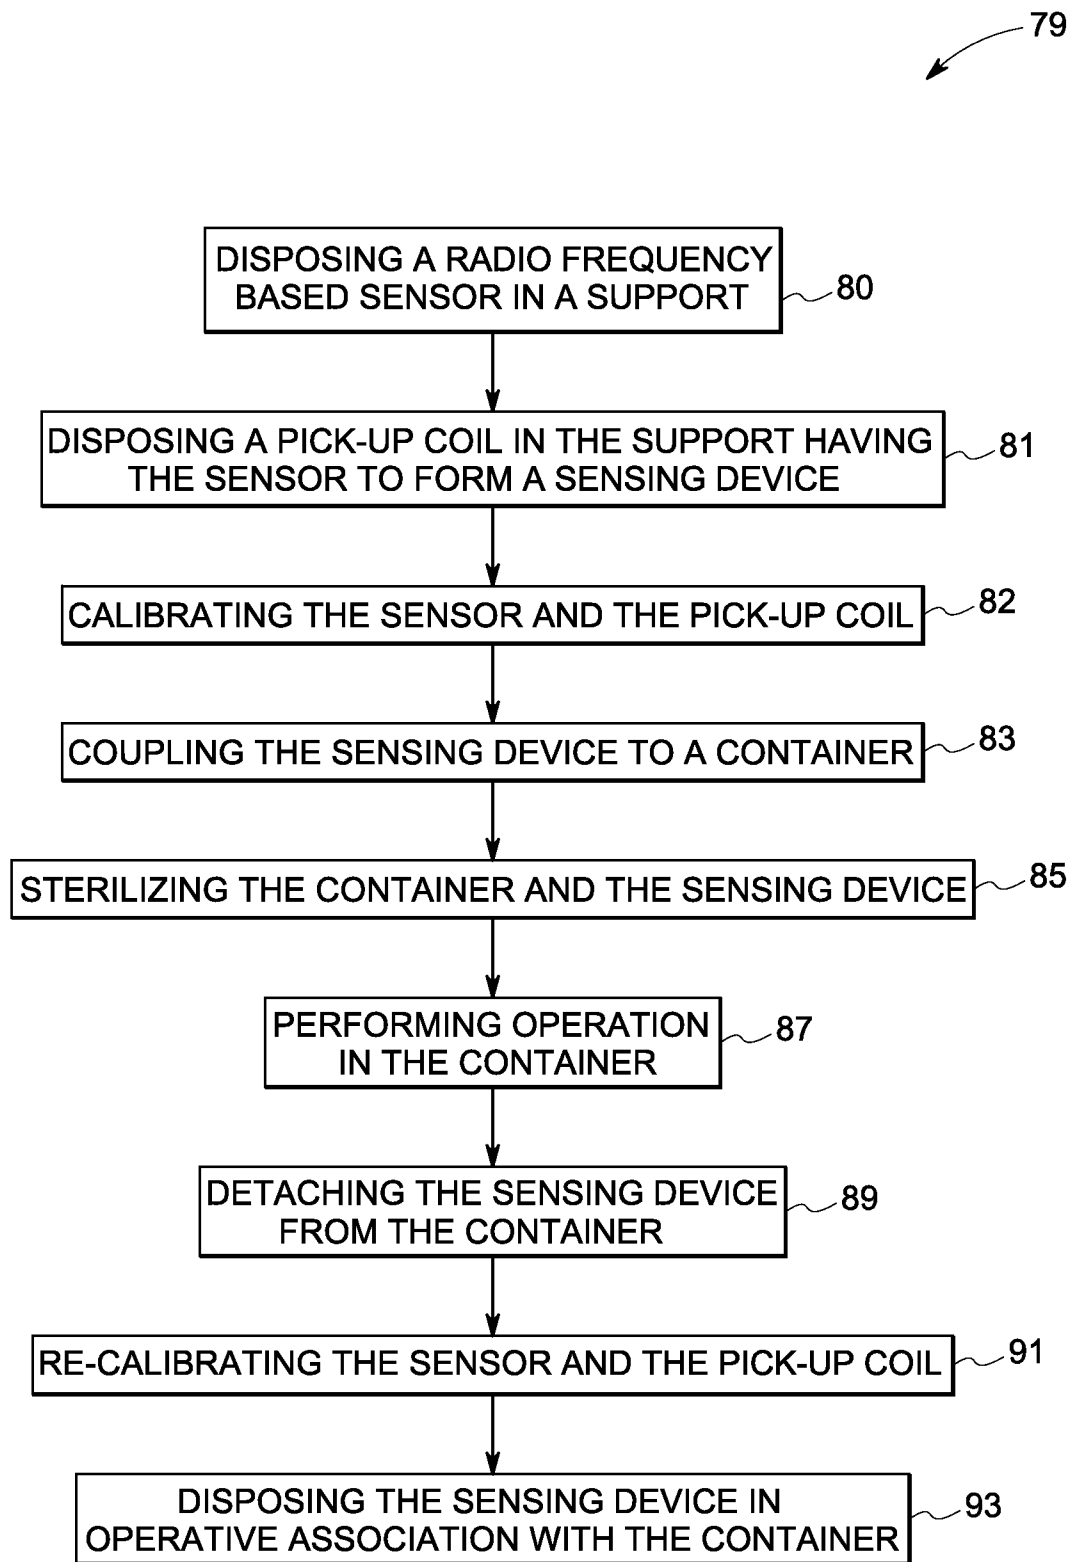 79
DISPOSING A RADIO FREQUENCY
BASED SENSOR IN A SUPPORT
80
DISPOSING A PICK-UP COIL IN THE SUPPORT HAVING
THE SENSOR TO FORM A SENSING DEVICE
81
CALIBRATING THE SENSOR AND THE PICK-UP COIL
82
COUPLING THE SENSING DEVICE TO A CONTAINER
83
STERILIZING THE CONTAINER AND THE SENSING DEVICE
85
PERFORMING OPERATION
IN THE CONTAINER
87
DETACHING THE SENSING DEVICE
FROM THE CONTAINER
89
RE-CALIBRATING THE SENSOR AND THE PICK-UP COIL
91
DISPOSING THE SENSING DEVICE IN
OPERATIVE ASSOCIATION WITH THE CONTAINER
93